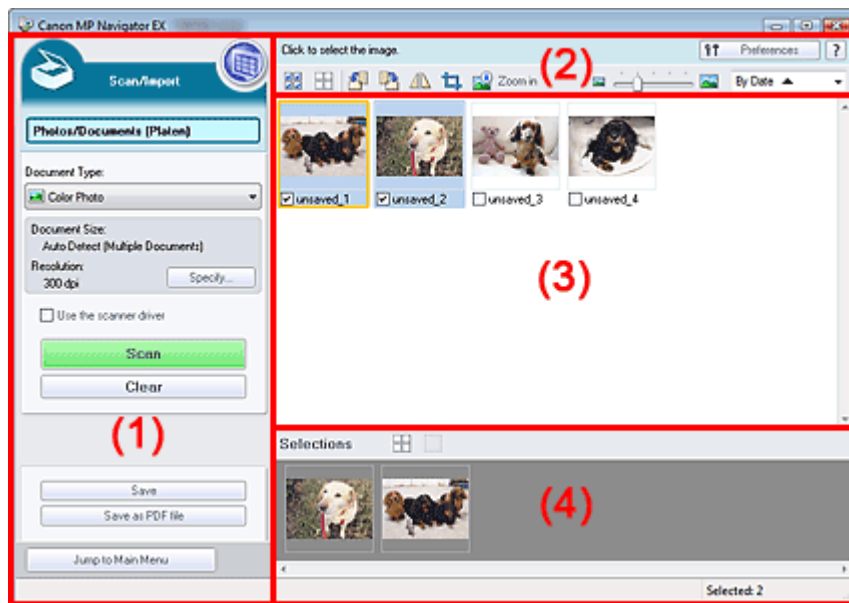 Canon MP Navigator EX
Scan/Import
Photos/Documents (Platen)
Document Type:
Color Photo
Document Size:
Auto Detect (Multiple Documents)
Resolution:
300 dpi
Specify...
Use the scanner driver
Scan
Clear
(1)
Save
Save as PDF file
Jump to Main Menu
Click to select the image.
Preferences
?
(2)
Zoom in
By Date
unsaved_1
unsaved_2
unsaved_3
unsaved_4
(3)
Selections
(4)
Selected: 2